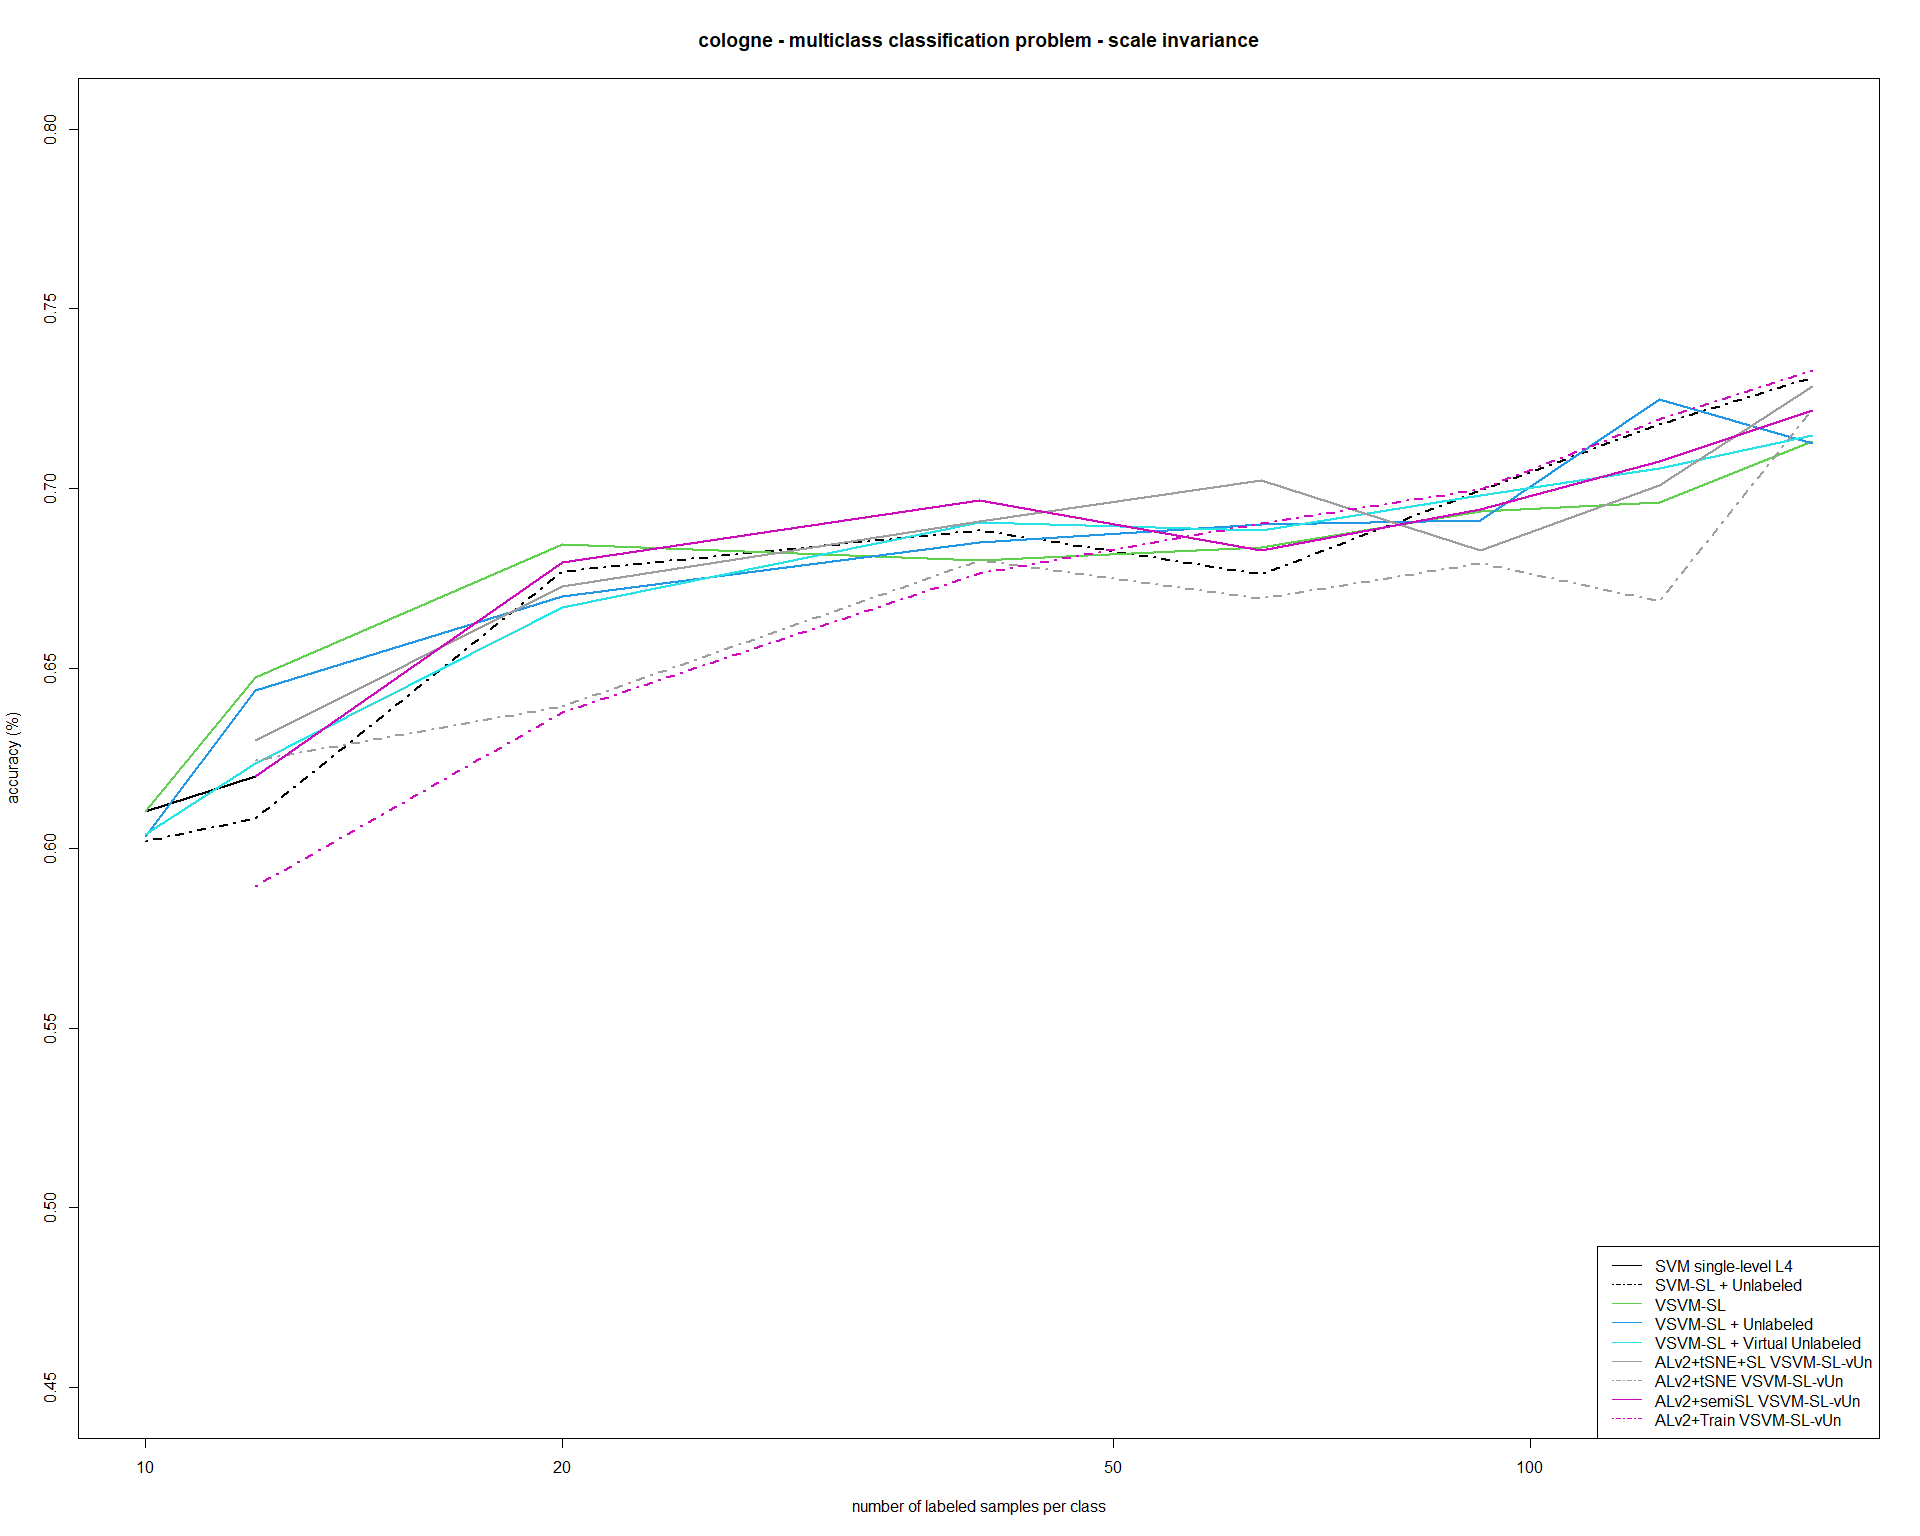 cologne - multiclass classification problem - scale invariance
0.80
0.75
0.70
0.65
0.60
0.55
0.50
0.45
accuracy (%)
10 20 50 100
number of labeled samples per class
SVM single-level L4
SVM-SL + Unlabeled
VSVM-SL
VSVM-SL + Unlabeled
VSVM-SL + Virtual Unlabeled
ALv2+tSNE+SL VSVM-SL-vUn
ALv2+tSNE VSVM-SL-vUn
ALv2+semiSL VSVM-SL-vUn
ALv2+Train VSVM-SL-vUn